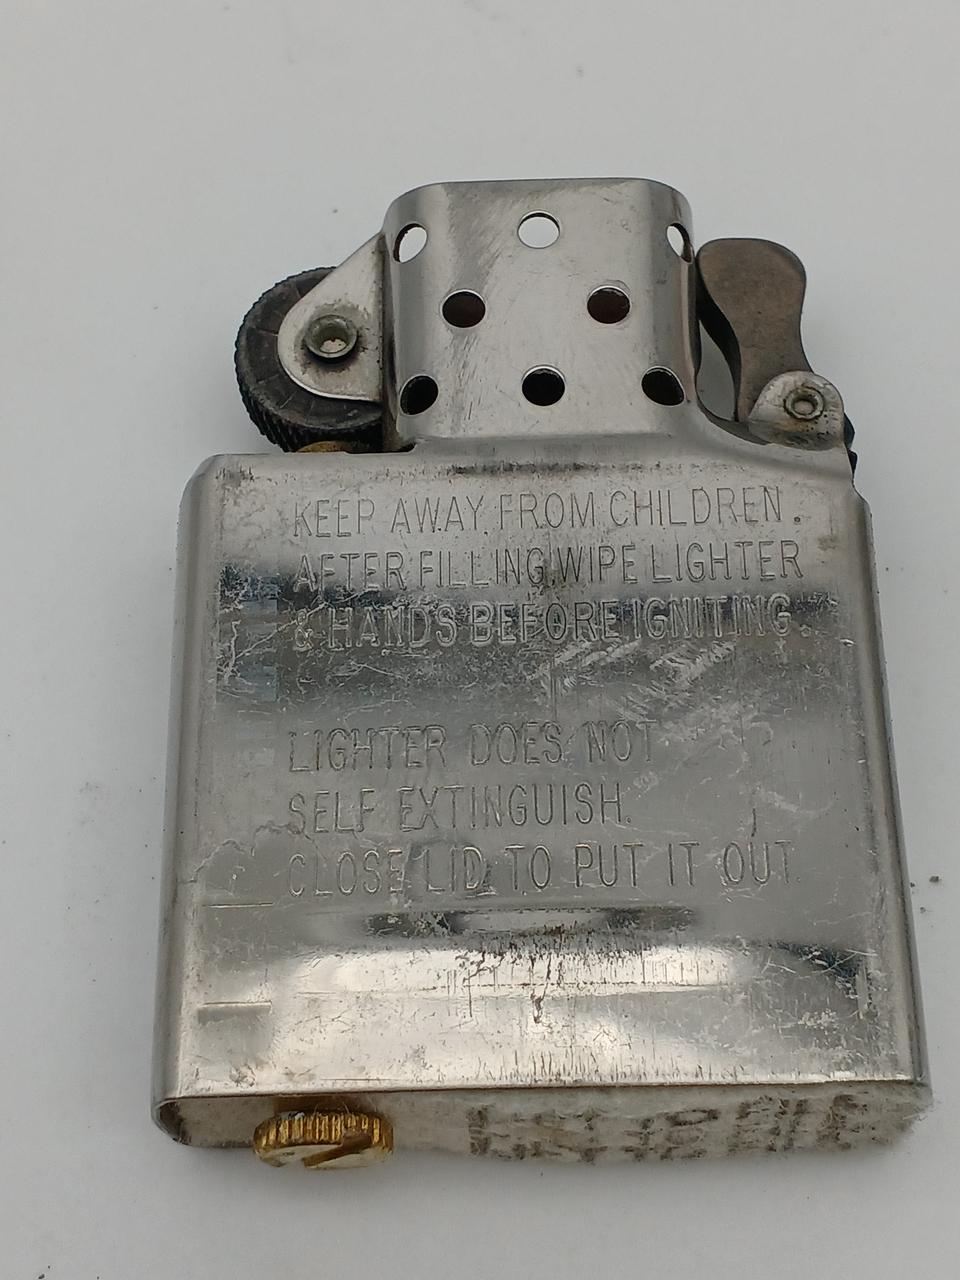 KEEP AWAY FROM CHILDREN.
AFTER FILLING, WIPE LIGHTER
& HANDS BEFORE IGNITING.
LIGHTER DOES NOT
SELF EXTINGUISH.
CLOSE LID TO PUT IT OUT.